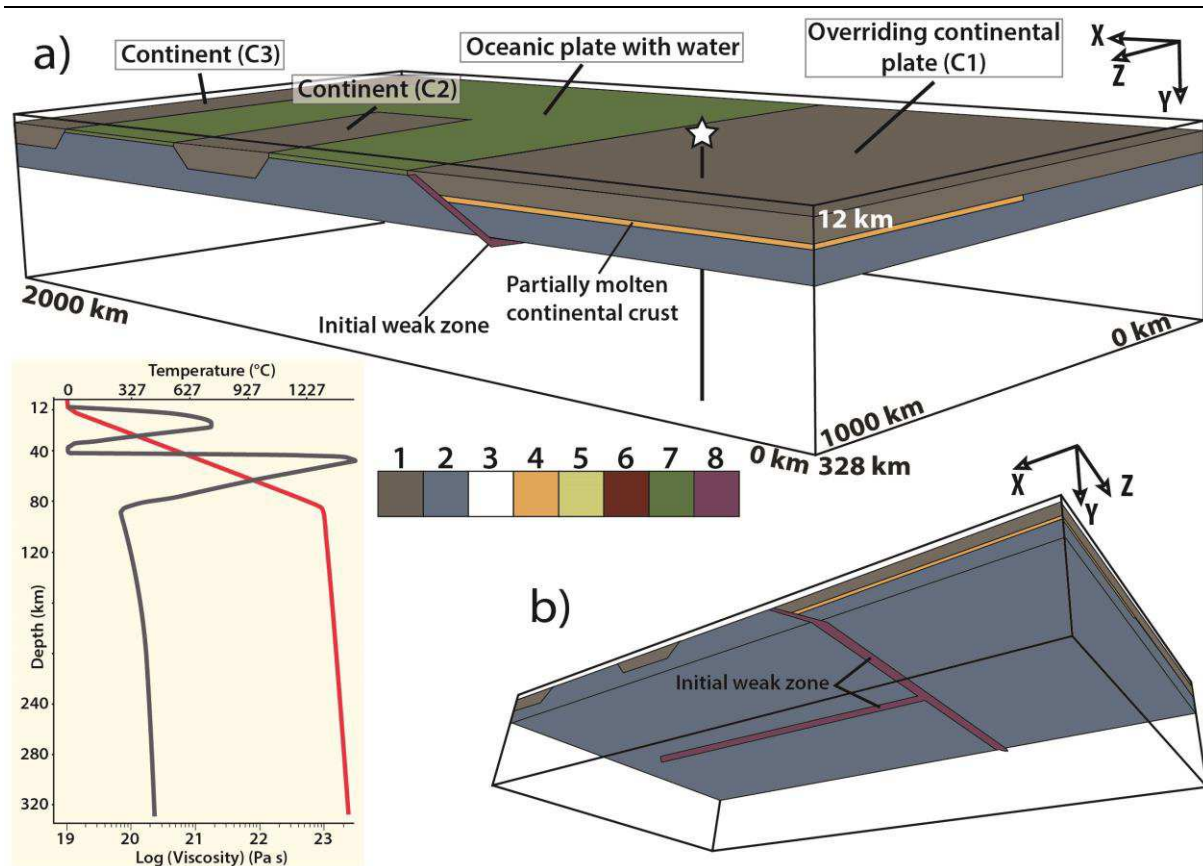 a)
Continent (C3)
Continent (C2)
Oceanic plate with water
Overriding continental
plate (C1)
X
Z
Y
12 km
Partially molten
continental crust
Initial weak zone
2000 km
0 km
1000 km
0 km
328 km
Temperature (°C)
0 327 627 927 1227
12
40
80
120
240
280
320
Depth (km)
19 20 21 22 23
Log (Viscosity) (Pa s)
1 2 3 4 5 6 7 8
b)
X
Y
Z
Initial weak zone